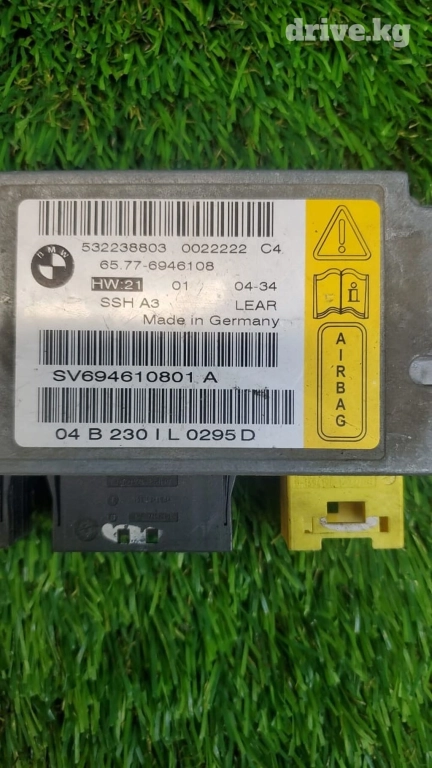 drive.kg
BMW
532238803 0022222 C4
65.77-6946108
HW:21 01 04-34
SSH A3 LEAR
Made in Germany
SV694610801 A
04 B 230 I L 0295 D
AIRBAG